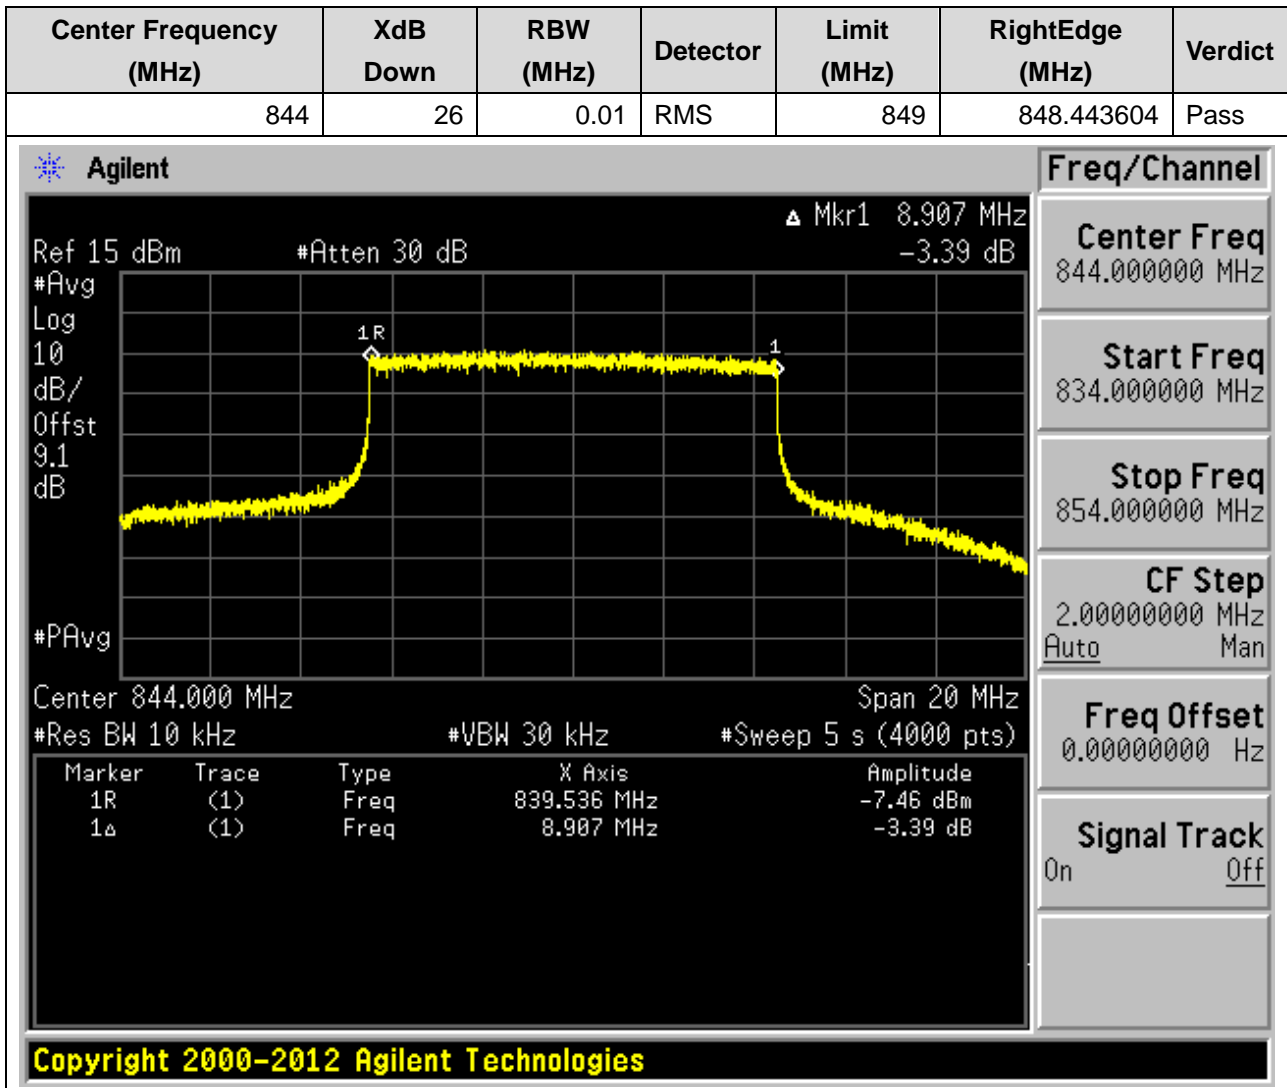 Center Frequency (MHz) XdB Down RBW (MHz) Detector Limit (MHz) RightEdge (MHz) Verdict
844 26 0.01 RMS 849 848.443604 Pass
Agilent
Freq/Channel
Δ Mkr1 8.907 MHz
Ref 15 dBm #Atten 30 dB -3.39 dB
#Avg
Log
10
dB/
Offst
9.1
dB
1R
1
#PAvg
Center 844.000 MHz Span 20 MHz
#Res BW 10 kHz #VBW 30 kHz #Sweep 5 s (4000 pts)
Marker Trace Type X Axis Amplitude
1R (1) Freq 839.536 MHz -7.46 dBm
1Δ (1) Freq 8.907 MHz -3.39 dB
Center Freq
844.000000 MHz
Start Freq
834.000000 MHz
Stop Freq
854.000000 MHz
CF Step
2.00000000 MHz
Auto Man
Freq Offset
0.00000000 Hz
Signal Track
On Off
Copyright 2000-2012 Agilent Technologies